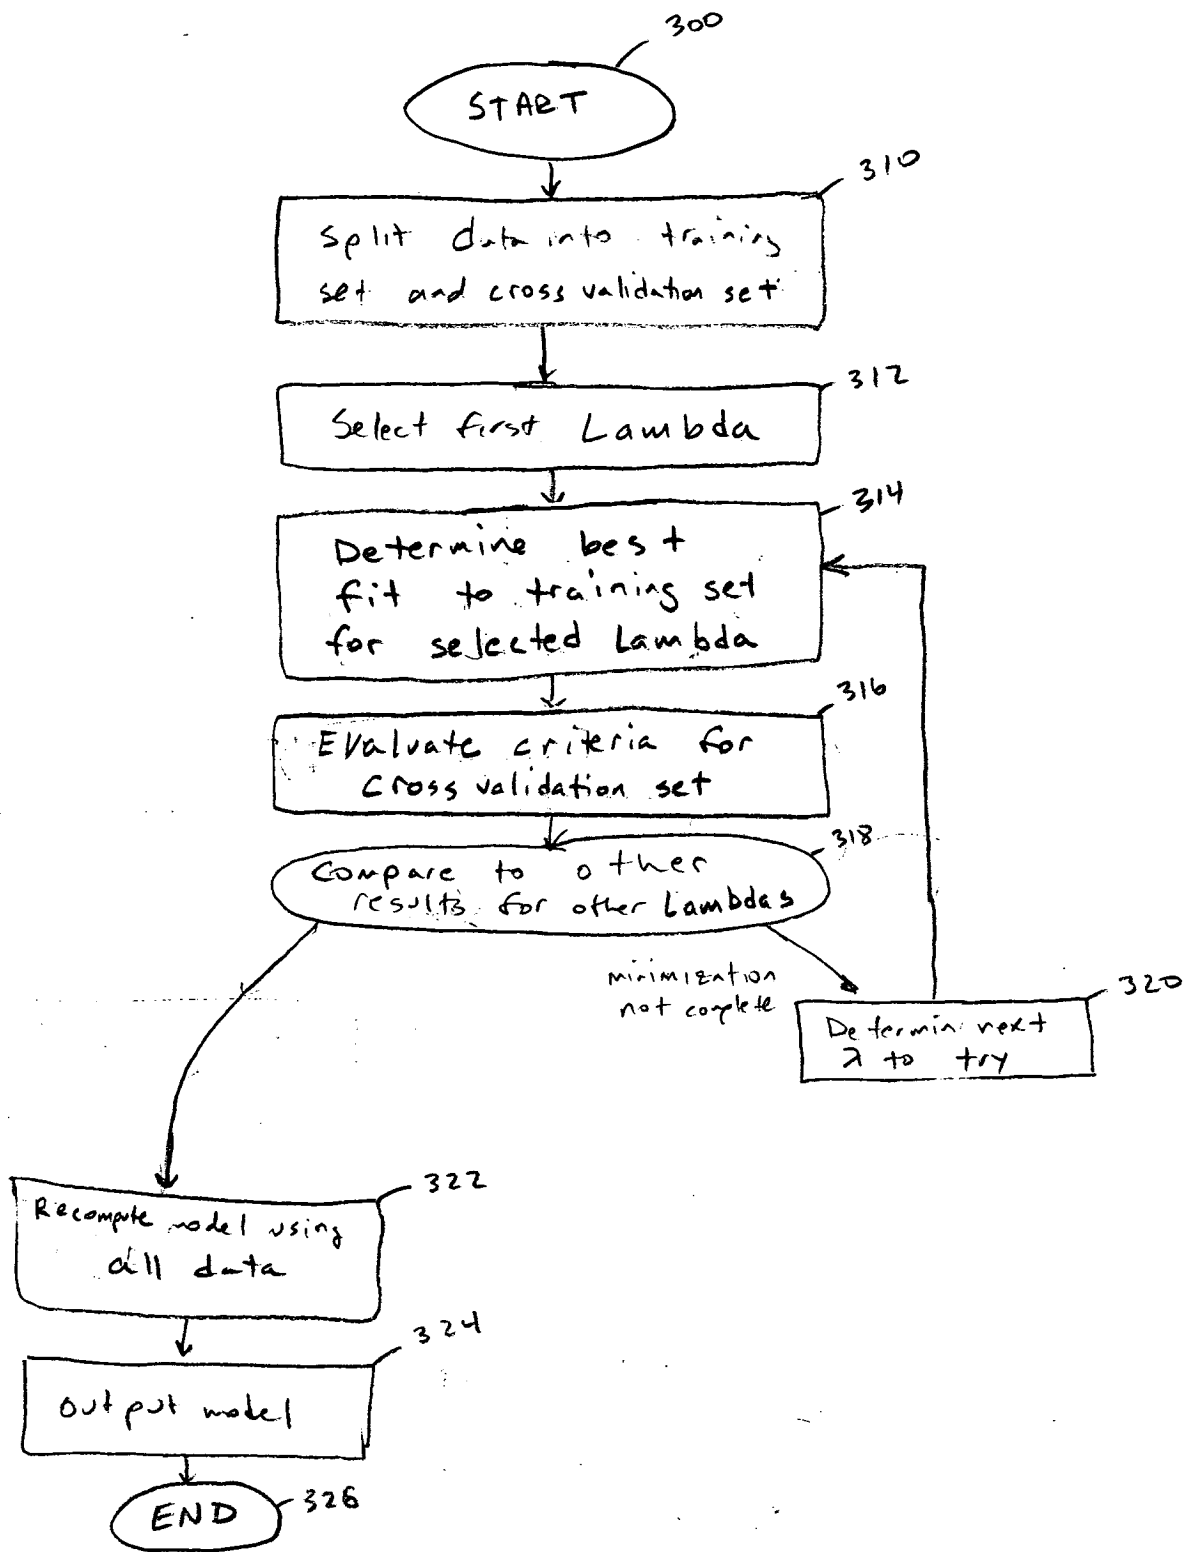 300
START
310
Split data into training
set and cross validation set
312
Select first Lambda
314
Determine best
fit to training set
for selected Lambda
316
Evaluate criteria for
cross validation set
318
Compare to other
results for other Lambdas
minimization
not complete
320
Determin next
λ to try
322
Recompute model using
all data
324
Output model
END
326